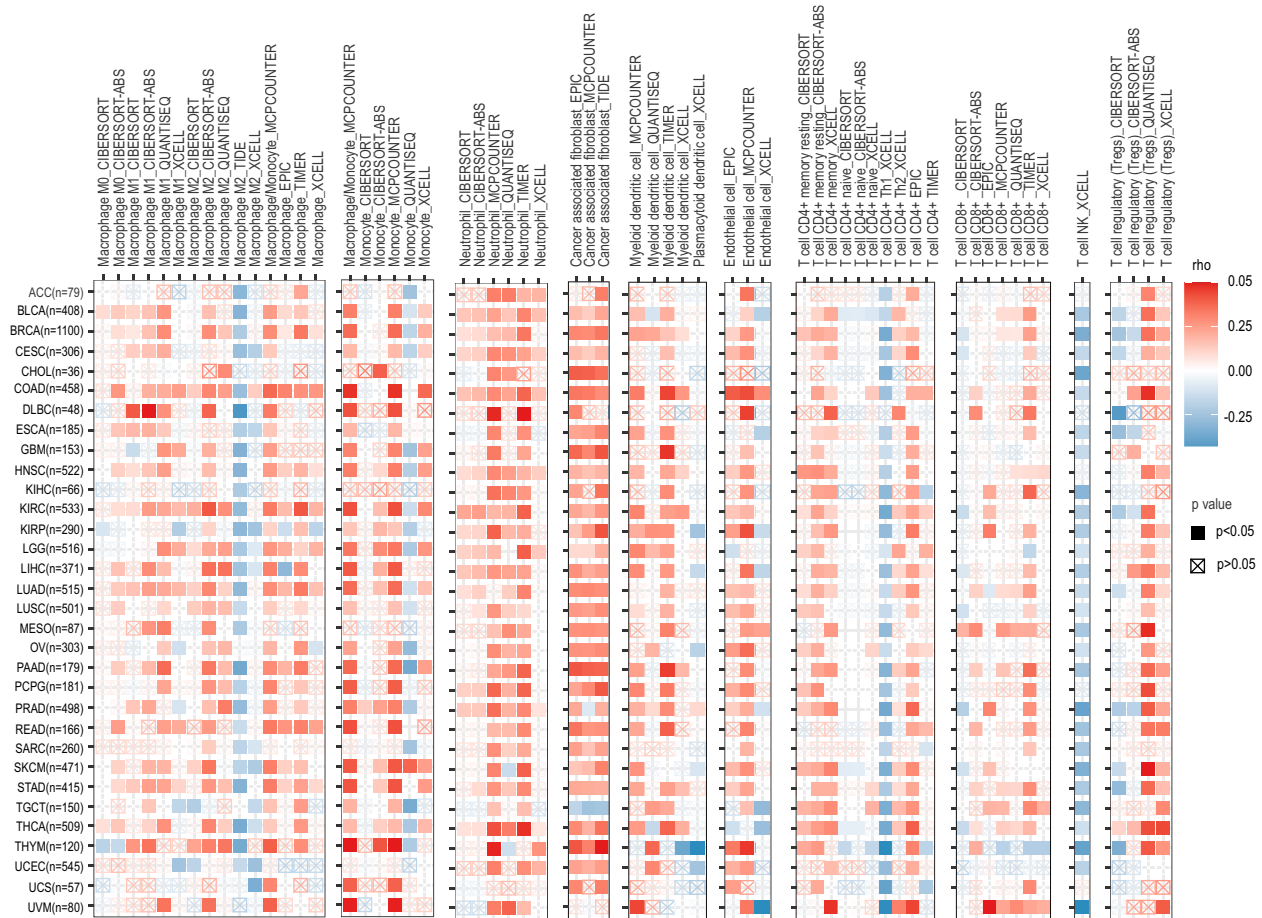 Macrophage M0_CIBERSORT
Macrophage M0_CIBERSORT-ABS
Macrophage M1_CIBERSORT
Macrophage M1_CIBERSORT-ABS
Macrophage M1_QUANTISEQ
Macrophage M1_XCELL
Macrophage M2_CIBERSORT
Macrophage M2_CIBERSORT-ABS
Macrophage M2_QUANTISEQ
Macrophage M2_TIDE
Macrophage M2_XCELL
Macrophage/Monocyte_MCPCOUNTER
Macrophage_EPIC
Macrophage_TIMER
Macrophage_XCELL
Macrophage/Monocyte_MCPCOUNTER
Monocyte_CIBERSORT
Monocyte_CIBERSORT-ABS
Monocyte_MCPCOUNTER
Monocyte_QUANTISEQ
Monocyte_XCELL
Neutrophil_CIBERSORT
Neutrophil_CIBERSORT-ABS
Neutrophil_MCPCOUNTER
Neutrophil_QUANTISEQ
Neutrophil_TIMER
Neutrophil_XCELL
Cancer associated fibroblast_EPIC
Cancer associated fibroblast_MCPCOUNTER
Cancer associated fibroblast_TIDE
Myeloid dendritic cell_MCPCOUNTER
Myeloid dendritic cell_QUANTISEQ
Myeloid dendritic cell_TIMER
Myeloid dendritic cell_XCELL
Plasmacytoid dendritic cell_XCELL
Endothelial cell_EPIC
Endothelial cell_MCPCOUNTER
Endothelial cell_XCELL
T cell CD4+ memory resting_CIBERSORT
T cell CD4+ memory resting_CIBERSORT-ABS
T cell CD4+ memory_XCELL
T cell CD4+ naive_CIBERSORT
T cell CD4+ naive_CIBERSORT-ABS
T cell CD4+ naive_XCELL
T cell CD4+ Th1_XCELL
T cell CD4+ Th2_XCELL
T cell CD4+ EPIC
T cell CD4+ TIMER
T cell CD8+_CIBERSORT
T cell CD8+_CIBERSORT-ABS
T cell CD8+_EPIC
T cell CD8+_MCPCOUNTER
T cell CD8+_QUANTISEQ
T cell CD8+_TIMER
T cell CD8+_XCELL
T cell NK_XCELL
T cell regulatory (Tregs)_CIBERSORT
T cell regulatory (Tregs)_CIBERSORT-ABS
T cell regulatory (Tregs)_QUANTISEQ
T cell regulatory (Tregs)_XCELL
ACC(n=79)
BLCA(n=408)
BRCA(n=1100)
CESC(n=306)
CHOL(n=36)
COAD(n=458)
DLBC(n=48)
ESCA(n=185)
GBM(n=153)
HNSC(n=522)
KIHC(n=66)
KIRC(n=533)
KIRP(n=290)
LGG(n=516)
LIHC(n=371)
LUAD(n=515)
LUSC(n=501)
MESO(n=87)
OV(n=303)
PAAD(n=179)
PCPG(n=181)
PRAD(n=498)
READ(n=166)
SARC(n=260)
SKCM(n=471)
STAD(n=415)
TGCT(n=150)
THCA(n=509)
THYM(n=120)
UCEC(n=545)
UCS(n=57)
UVM(n=80)
rho
0.05
0.25
0.00
-0.25
p value
p<0.05
p>0.05